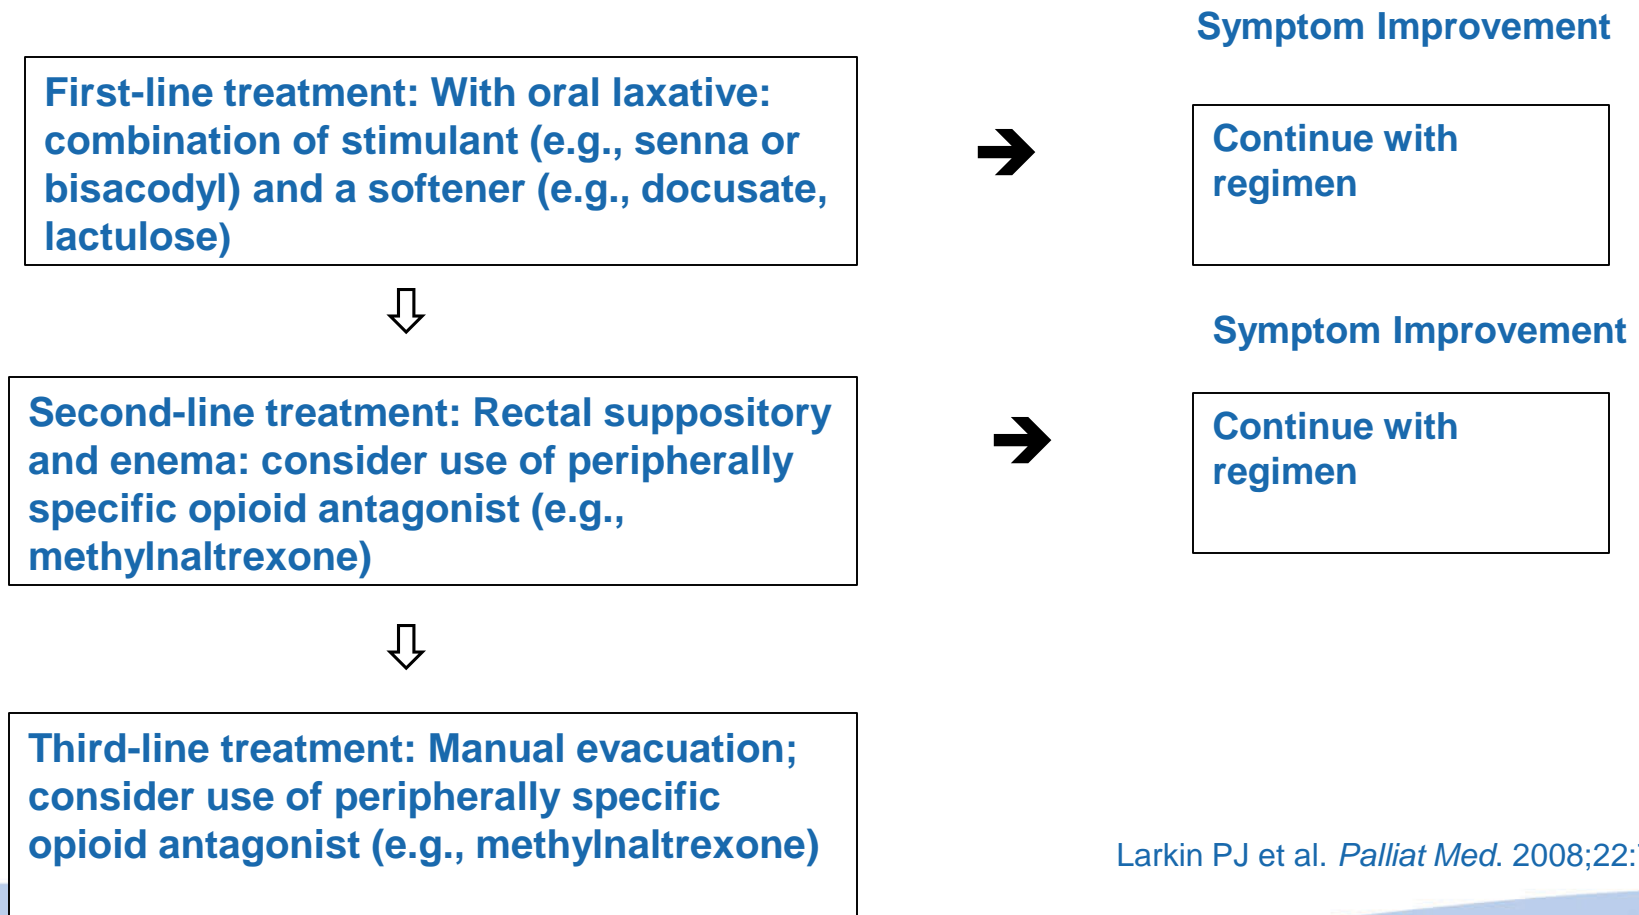 Symptom Improvement
First-line treatment: With oral laxative:
combination of stimulant (e.g., senna or
bisacodyl) and a softener (e.g., docusate,
lactulose)
Continue with
regimen
Symptom Improvement
Second-line treatment: Rectal suppository
and enema: consider use of peripherally
specific opioid antagonist (e.g.,
methylnaltrexone)
Continue with
regimen
Third-line treatment: Manual evacuation;
consider use of peripherally specific
opioid antagonist (e.g., methylnaltrexone)
Larkin PJ et al. Palliat Med. 2008;22: